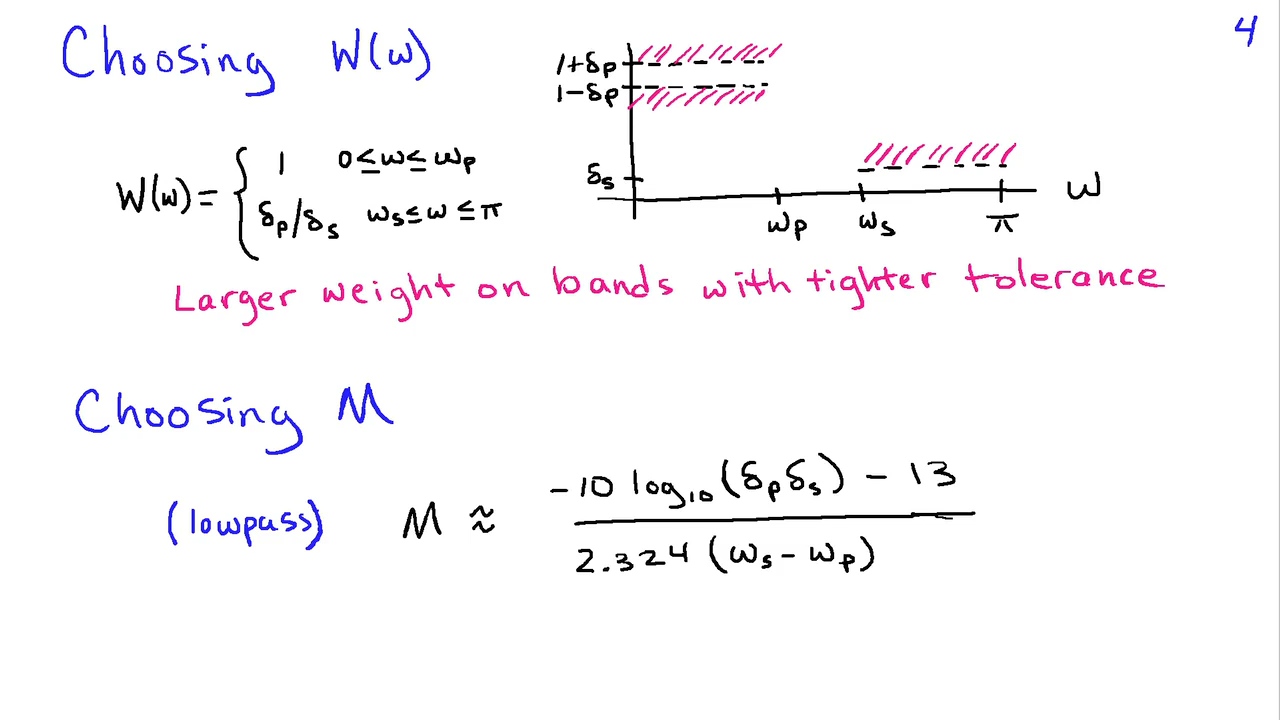 Choosing W(ω)
4
1+δp
1−δp
δs
ωp ωs π ω
W(ω) = { 1 0≤ω≤ωp
δp/δs ωs≤ω≤π
Larger weight on bands with tighter tolerance
Choosing M
(lowpass) M ≈ −10 log₁₀(δpδs) − 13
2.324 (ωs − ωp)